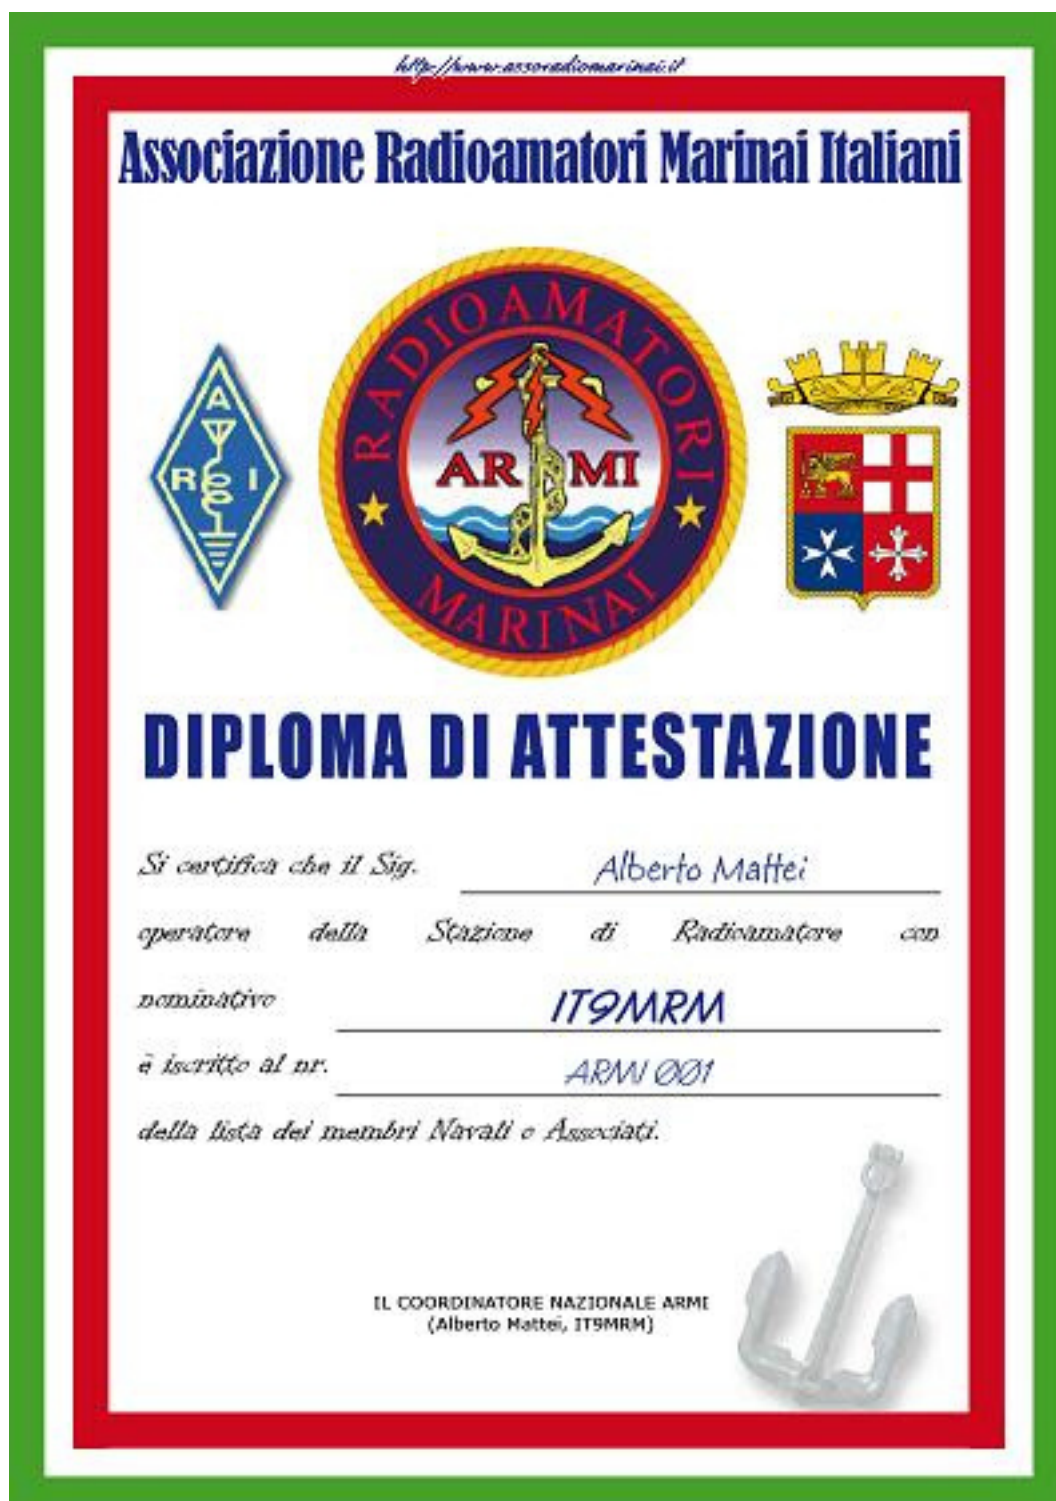 http://www.assoradiomarinai.it
Associazione Radioamatori Marinai Italiani
RADIOAMATORI
A
R I
AR MI
MARINAI
DIPLOMA DI ATTESTAZIONE
Si certifica che il Sig. Alberto Mattei
operatore della Stazione di Radioamatore con
nominativo IT9MRM
è iscritto al nr. ARMI 001
della lista dei membri Navali o Associati.
IL COORDINATORE NAZIONALE ARMI
(Alberto Mattei, IT9MRM)